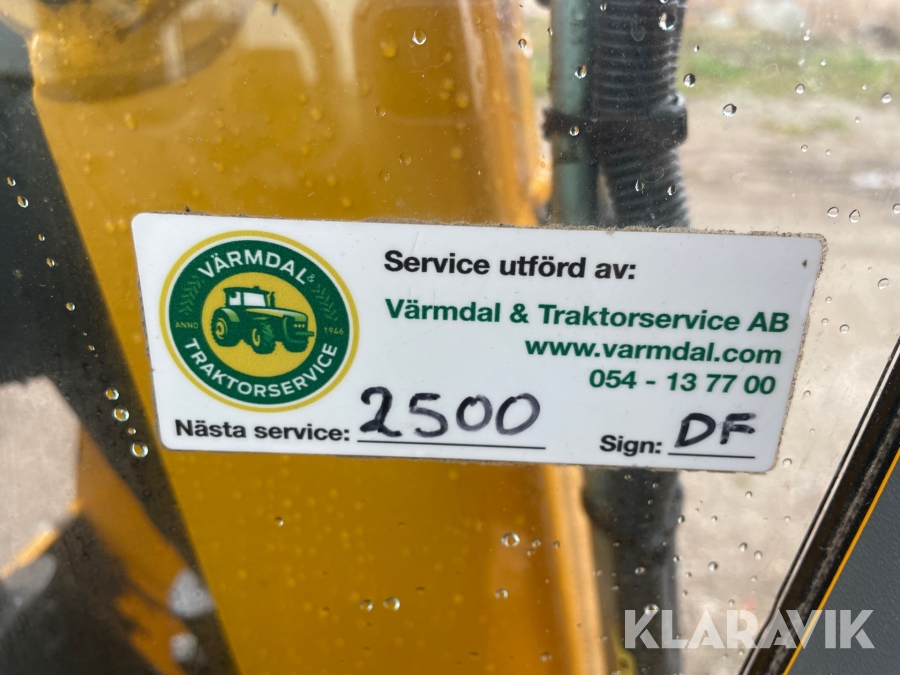 VÄRMDAL &
ANNO 1946
TRAKTORSERVICE
Service utförd av:
Värmdal & Traktorservice AB
www.varmdal.com
054 - 13 77 00
Nästa service: 2500
Sign: DF
KLARAVIK